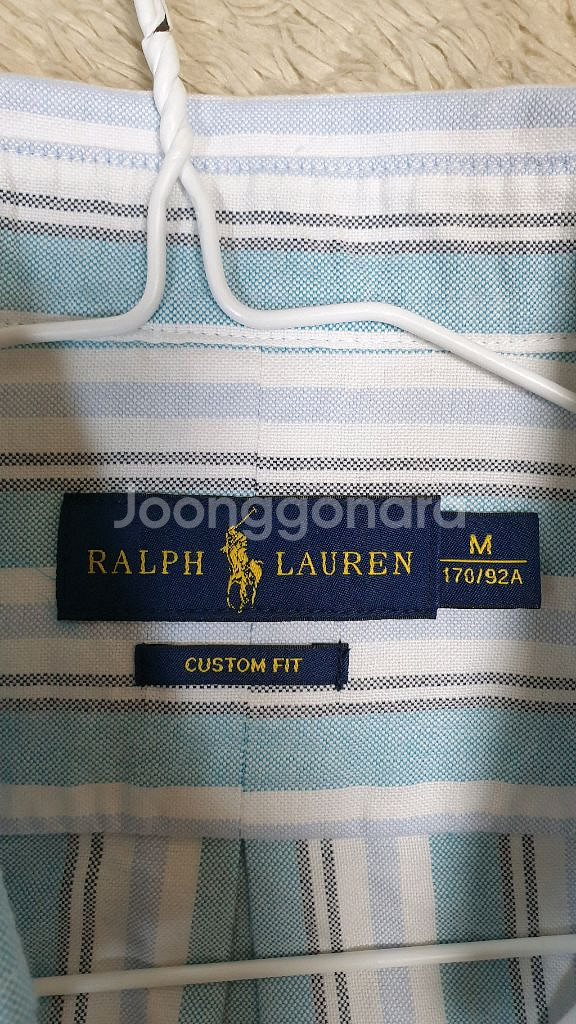 Joonggonara
RALPH LAUREN
M
170/92A
CUSTOM FIT